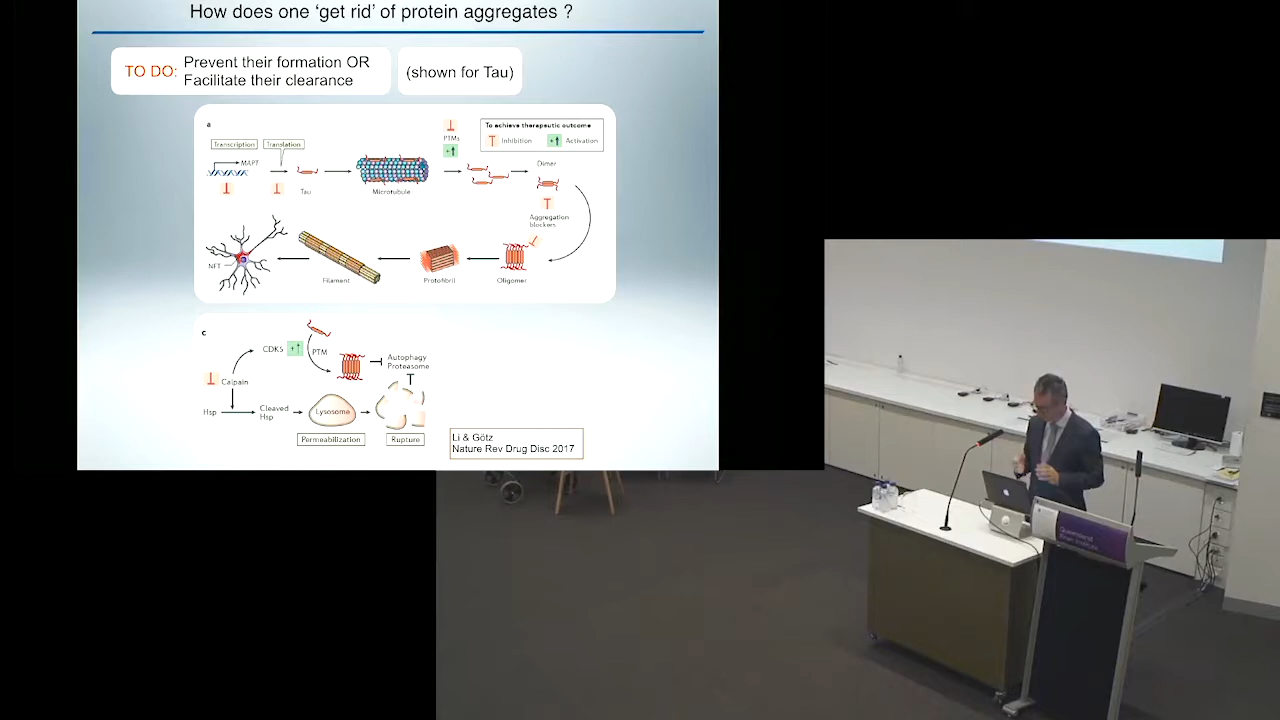 How does one ‘get rid’ of protein aggregates ?
TO DO: Prevent their formation OR
Facilitate their clearance
(shown for Tau)
a
Transcription
Translation
MAPT
Tau
Microtubule
PTMs
To achieve therapeutic outcome
Inhibition
Activation
Dimer
Aggregation
blockers
NFT
Filament
Protofibril
Oligomer
c
CDK5
PTM
Autophagy
Proteasome
Calpain
Hsp
Cleaved
Hsp
Lysosome
Permeabilization
Rupture
Li & Götz
Nature Rev Drug Disc 2017
Queensland
Brain Institute